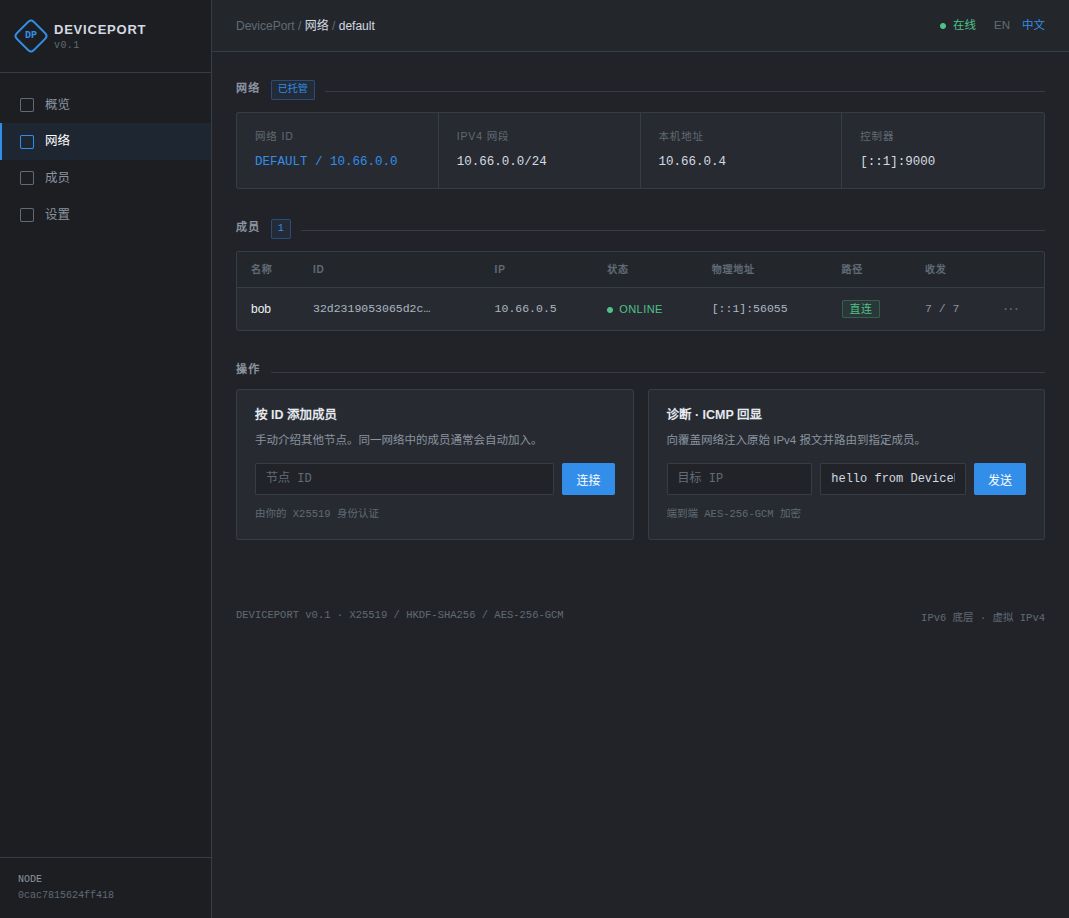 DP
DEVICEPORT
v0.1
概览
网络
成员
设置
NODE
0cac7815624ff418
DevicePort / 网络 / default
在线 EN 中文
网络 已托管
网络 ID IPV4 网段 本机地址 控制器
DEFAULT / 10.66.0.0 10.66.0.0/24 10.66.0.4 [::1]:9000
成员 1
名称 ID IP 状态 物理地址 路径 收发
bob 32d2319053065d2c… 10.66.0.5 ONLINE [::1]:56055 直连 7 / 7 ···
操作
按 ID 添加成员
手动介绍其他节点。同一网络中的成员通常会自动加入。
节点 ID 连接
由你的 X25519 身份认证
诊断 · ICMP 回显
向覆盖网络注入原始 IPv4 报文并路由到指定成员。
目标 IP hello from Device 发送
端到端 AES-256-GCM 加密
DEVICEPORT v0.1 · X25519 / HKDF-SHA256 / AES-256-GCM
IPv6 底层 · 虚拟 IPv4